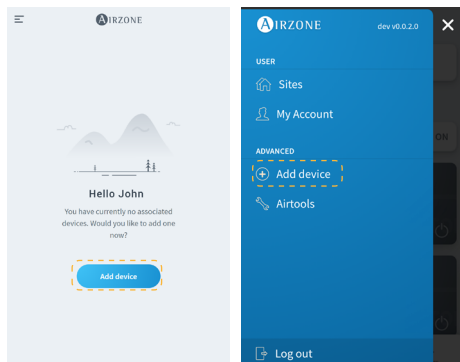 AIRZONE
Hello John
You have currently no associated
devices. Would you like to add one
now?
Add device
AIRZONE dev v0.0.2.0
USER
Sites
My Account
ADVANCED
Add device
Airtools
Log out
ON